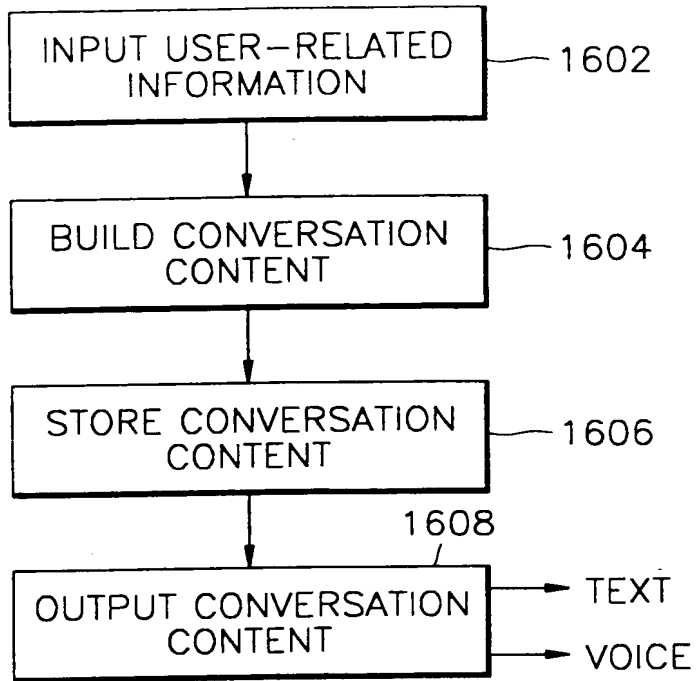 INPUT USER-RELATED
INFORMATION
1602
BUILD CONVERSATION
CONTENT
1604
STORE CONVERSATION
CONTENT
1606
1608
OUTPUT CONVERSATION
CONTENT
TEXT
VOICE